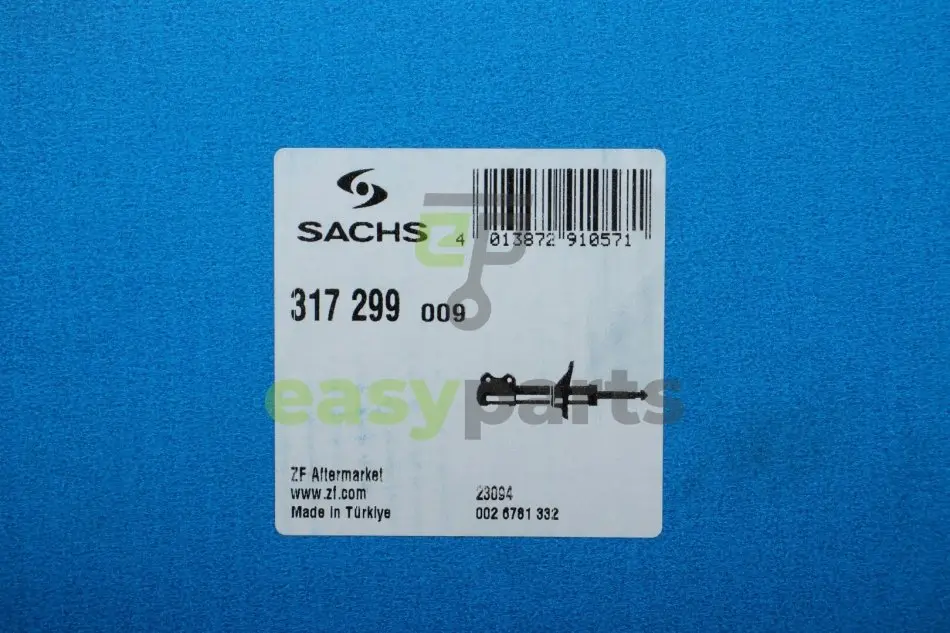 SACHS
4 013872 910571
317 299 009
easyparts
ZF Aftermarket
www.zf.com
Made in Türkiye
23094
002 6781 332